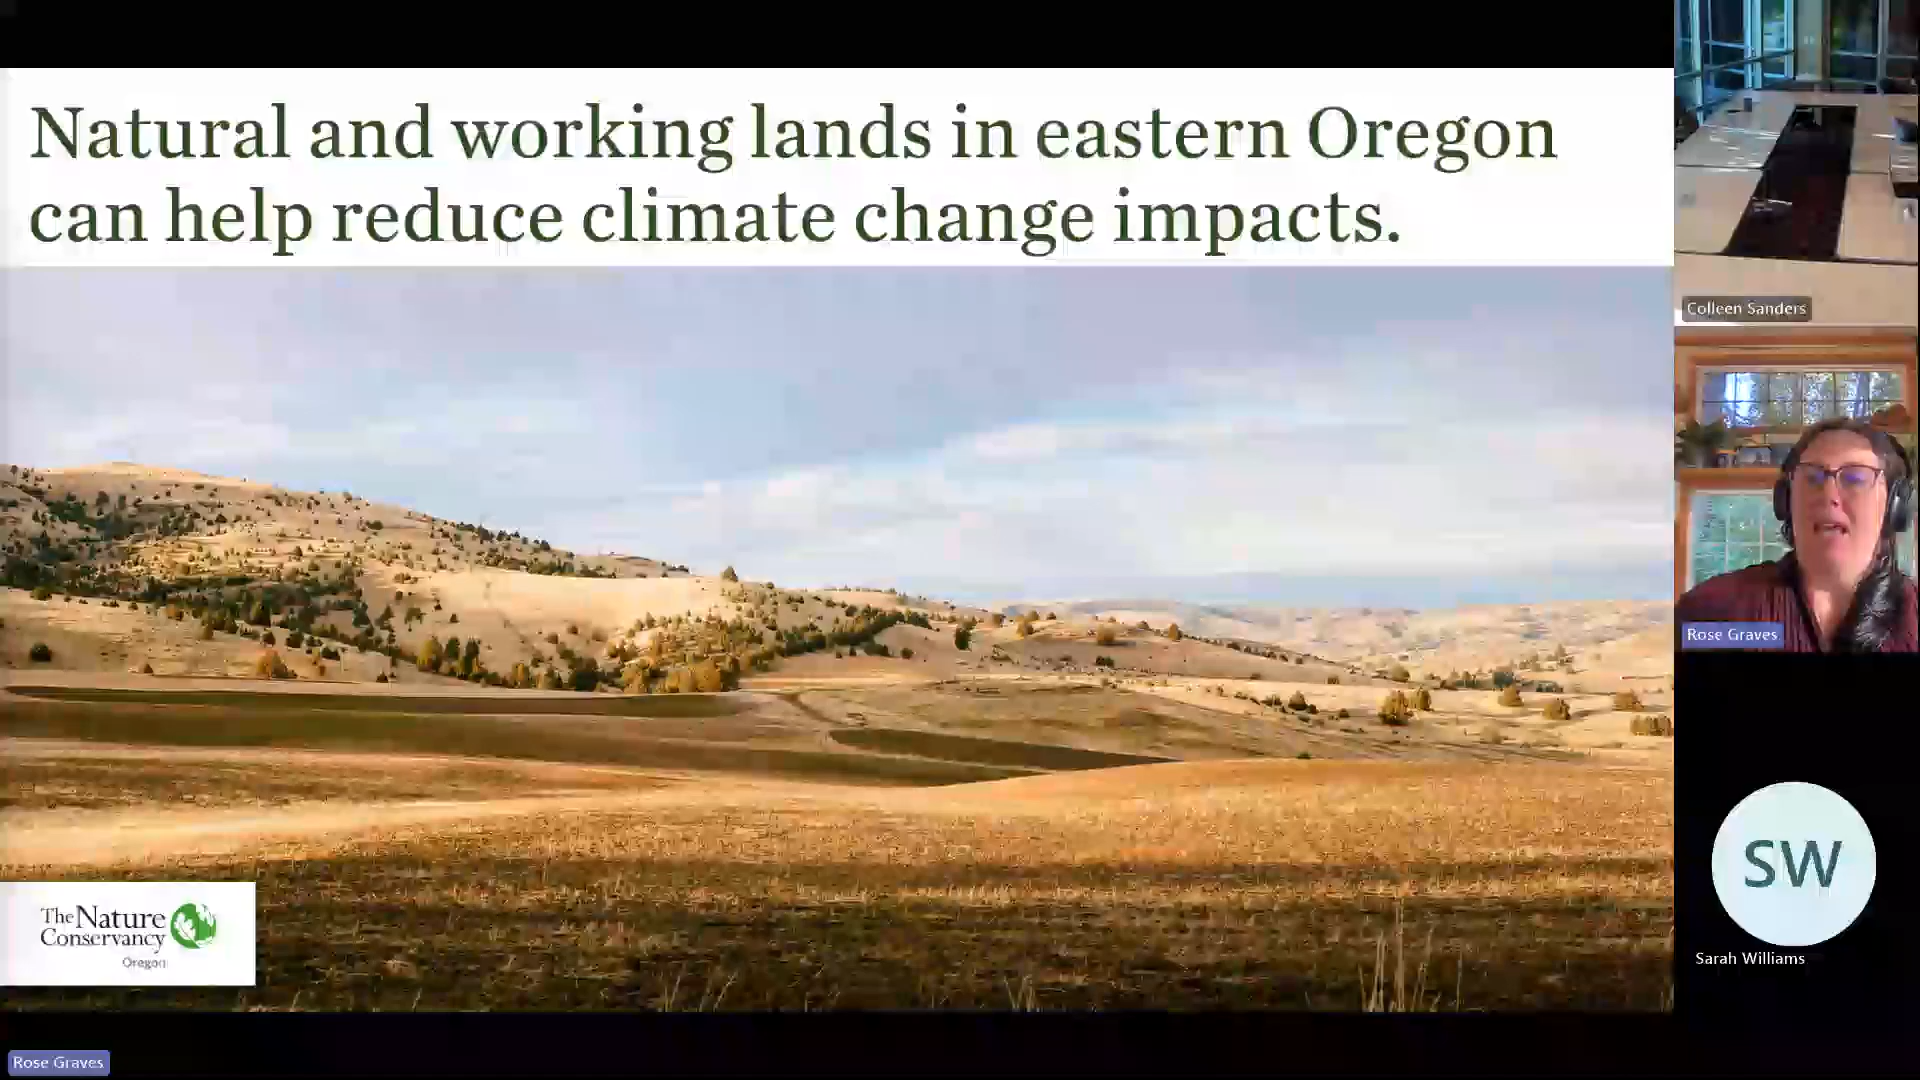 Natural and working lands in eastern Oregon
can help reduce climate change impacts.
Colleen Sanders
Rose Graves
SW
Sarah Williams
The Nature
Conservancy
Oregon
Rose Graves